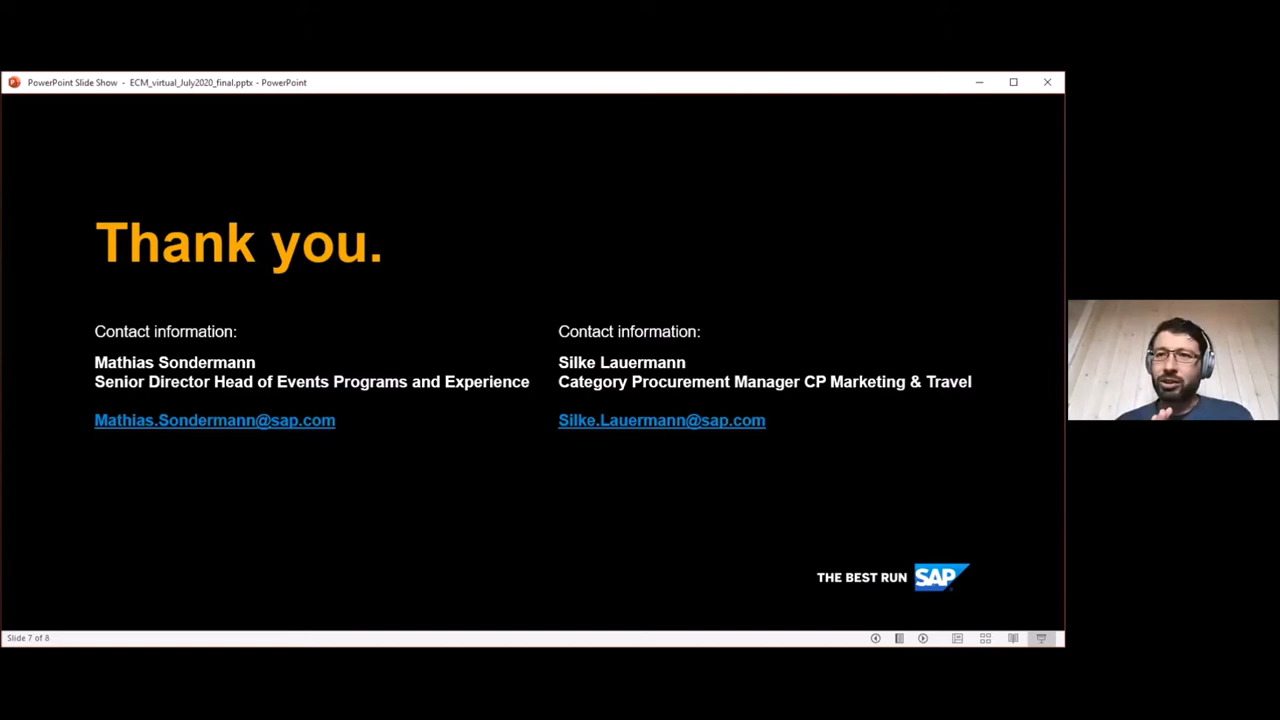 PowerPoint Slide Show - ECM_virtual_July2020_final.pptx - PowerPoint
Thank you.
Contact information:
Mathias Sondermann
Senior Director Head of Events Programs and Experience
Mathias.Sondermann@sap.com
Contact information:
Silke Lauermann
Category Procurement Manager CP Marketing & Travel
Silke.Lauermann@sap.com
THE BEST RUN SAP
Slide 7 of 8